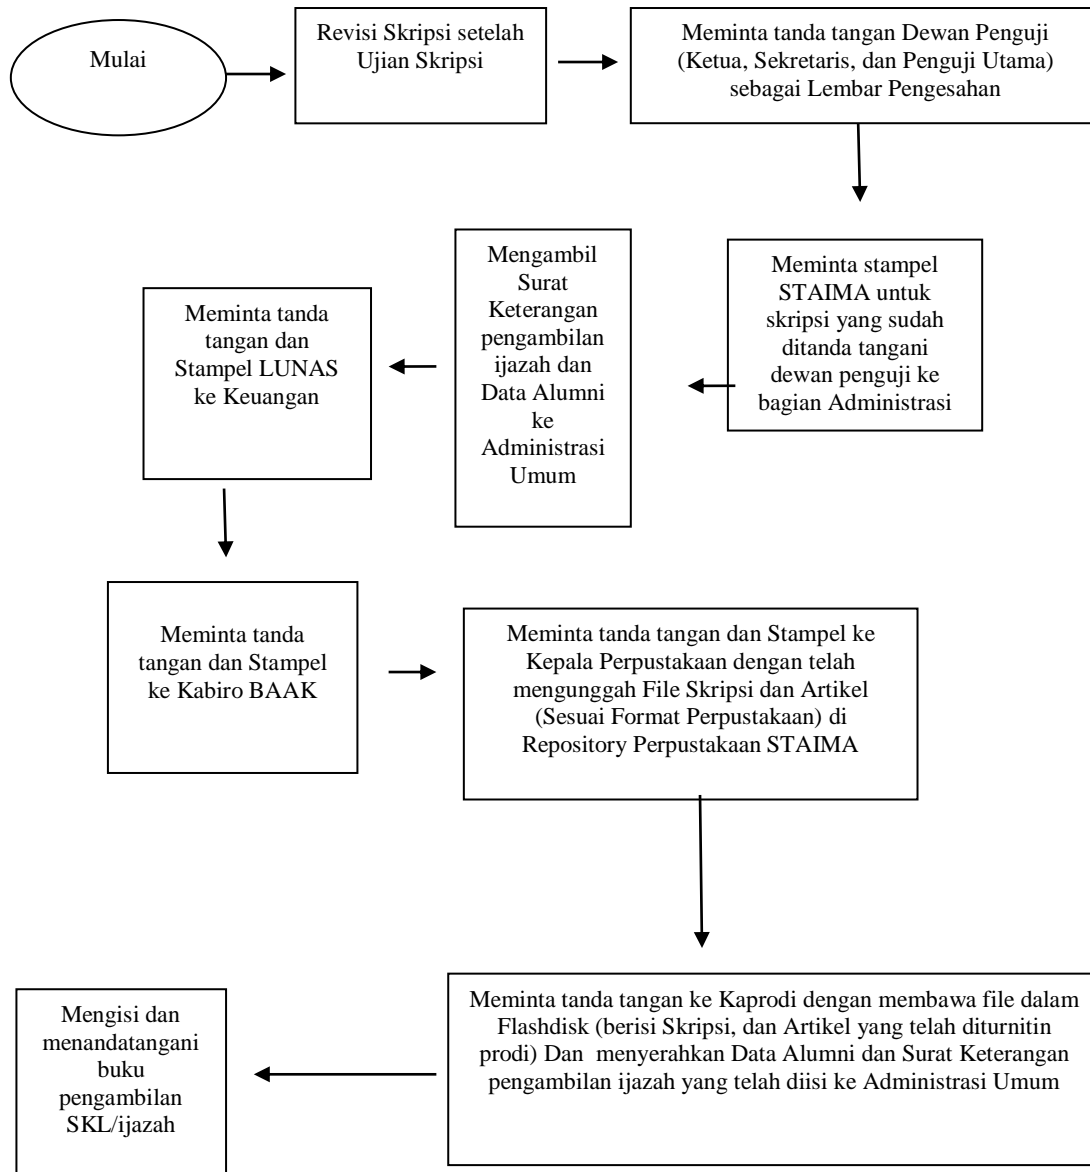 Mulai
Revisi Skripsi setelah
Ujian Skripsi
Meminta tanda tangan Dewan Penguji
(Ketua, Sekretaris, dan Penguji Utama)
sebagai Lembar Pengesahan
Meminta stampel
STAIMA untuk
skripsi yang sudah
ditanda tangani
dewan penguji ke
bagian Administrasi
Mengambil
Surat
Keterangan
pengambilan
ijazah dan
Data Alumni
ke
Administrasi
Umum
Meminta tanda
tangan dan
Stampel LUNAS
ke Keuangan
Meminta tanda
tangan dan Stampel
ke Kabiro BAAK
Meminta tanda tangan dan Stampel ke
Kepala Perpustakaan dengan telah
mengunggah File Skripsi dan Artikel
(Sesuai Format Perpustakaan) di
Repository Perpustakaan STAIMA
Meminta tanda tangan ke Kaprodi dengan membawa file dalam
Flashdisk (berisi Skripsi, dan Artikel yang telah diturnitin
prodi) Dan menyerahkan Data Alumni dan Surat Keterangan
pengambilan ijazah yang telah diisi ke Administrasi Umum
Mengisi dan
menandatangani
buku
pengambilan
SKL/ijazah